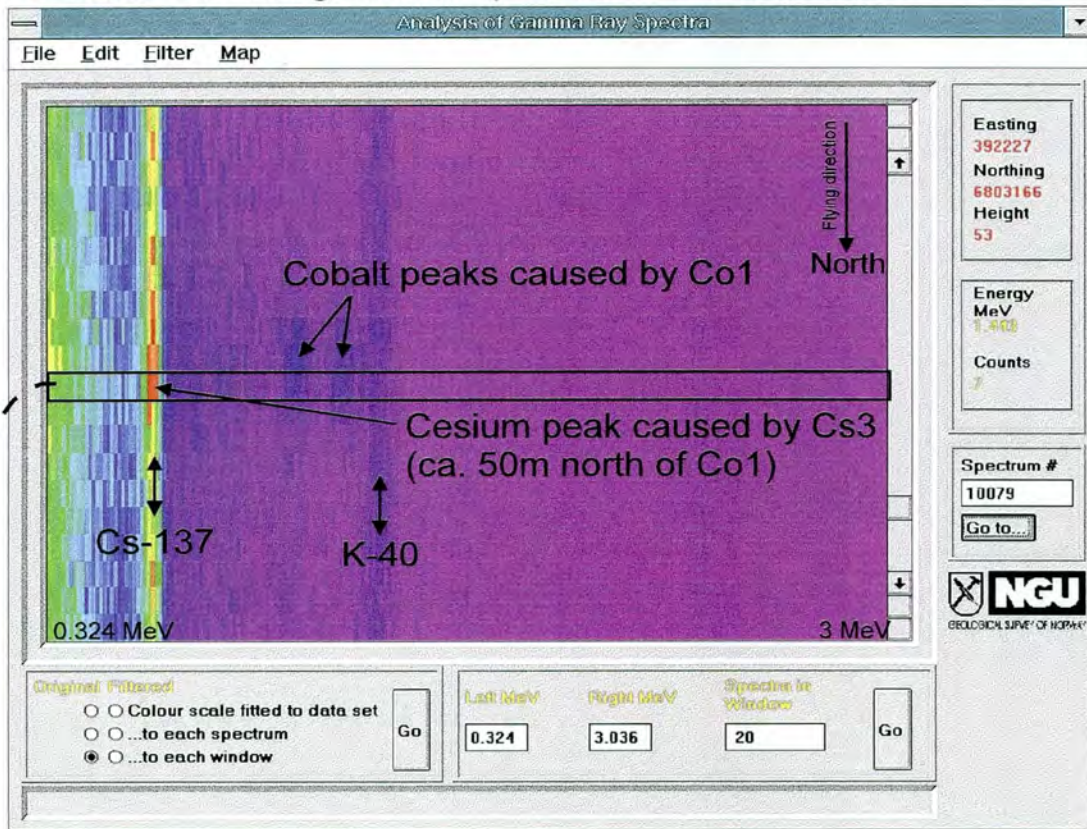 Analysis of Gamma Ray Spectra
File Edit Filter Map
Flying direction
North
Cobalt peaks caused by Co1
Cesium peak caused by Cs3
(ca. 50m north of Co1)
Cs-137
K-40
0.324 MeV
3 MeV
Easting
392227
Northing
6803166
Height
53
Energy
MeV
1.443
Counts
7
Spectrum #
10079
Go to...
NGU
GEOLOGICAL SURVEY OF NORWAY
Original Filtered
Colour scale fitted to data set
...to each spectrum
...to each window
Go
Left MeV
0.324
Right MeV
3.036
Spectra in
Window
20
Go